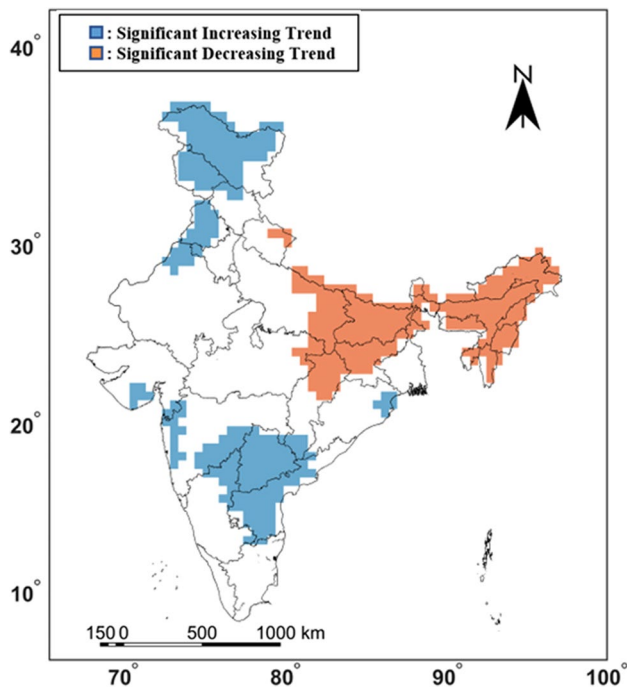 : Significant Increasing Trend
: Significant Decreasing Trend
40°
N
30°
20°
10°
150 0 500 1000 km
70° 80° 90° 100°